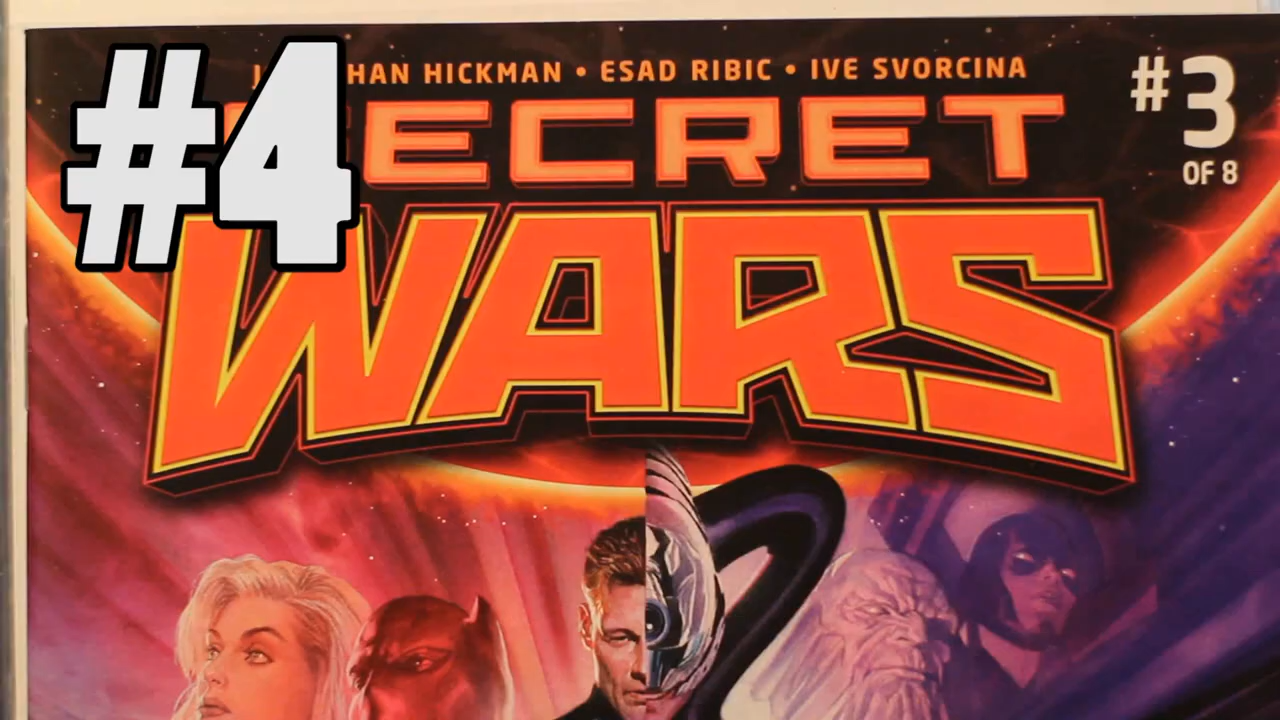 #4
HAN HICKMAN • ESAD RIBIC • IVE SVORCINA
#3
OF 8
ECRET
WARS